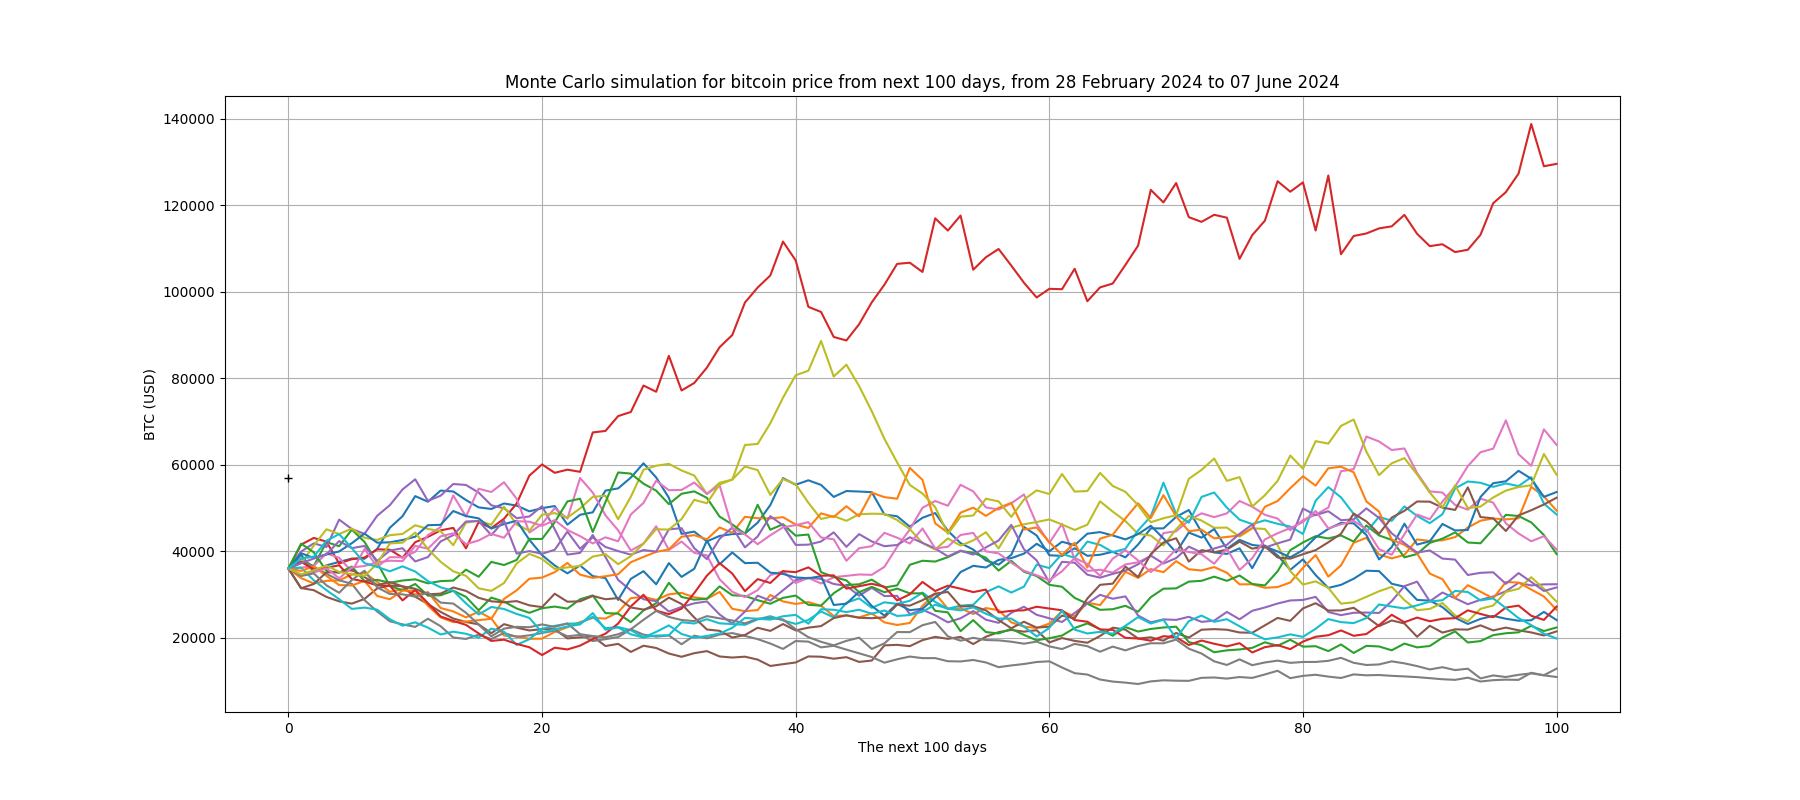 Monte Carlo simulation for bitcoin price from next 100 days, from 28 February 2024 to 07 June 2024
140000
120000
100000
80000
60000
40000
20000
BTC (USD)
0 20 40 60 80 100
The next 100 days